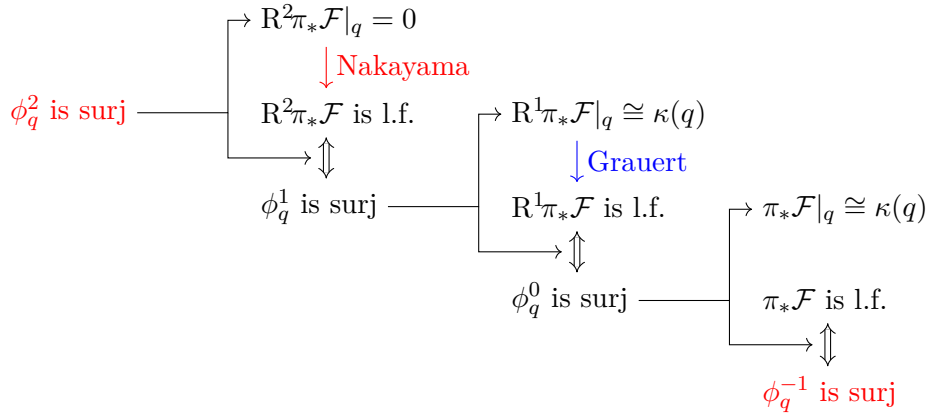 R²π_*𝓕|_q = 0
Nakayama
ϕ_q^2 is surj
R²π_*𝓕 is l.f.
R¹π_*𝓕|_q ≅ κ(q)
Grauert
ϕ_q^1 is surj
R¹π_*𝓕 is l.f.
π_*𝓕|_q ≅ κ(q)
ϕ_q^0 is surj
π_*𝓕 is l.f.
ϕ_q^{-1} is surj